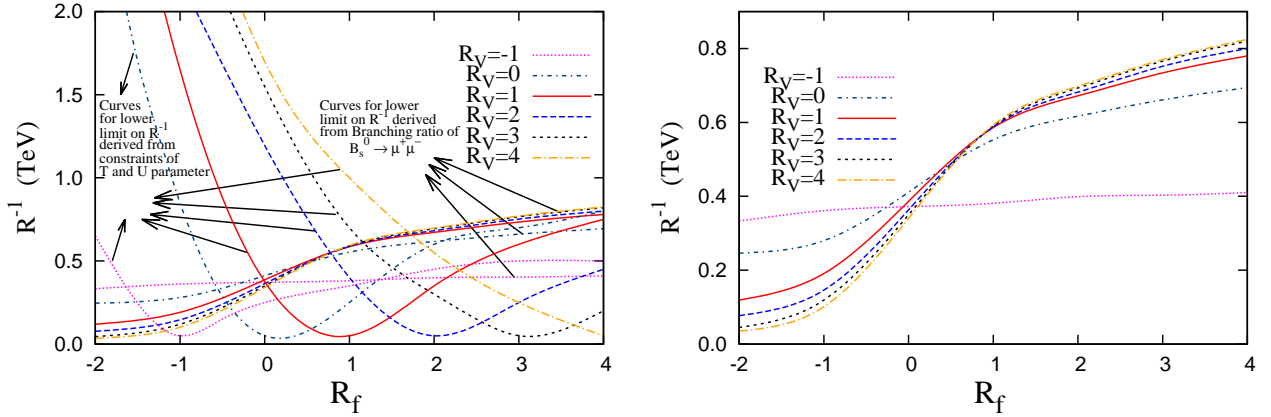 2.0
1.5
1.0
0.5
0.0
-2
-1
0
1
2
3
4
R⁻¹ (TeV)
R_f
Curves
for lower
limit on R⁻¹
derived from
constraints of
T and U parameter
Curves for lower
limit on R⁻¹ derived
from Branching ratio of
B_s⁰ → μ⁺μ⁻
R_V=-1
R_V=0
R_V=1
R_V=2
R_V=3
R_V=4
0.8
0.6
0.4
0.2
0.0
-2
-1
0
1
2
3
4
R⁻¹ (TeV)
R_f
R_V=-1
R_V=0
R_V=1
R_V=2
R_V=3
R_V=4